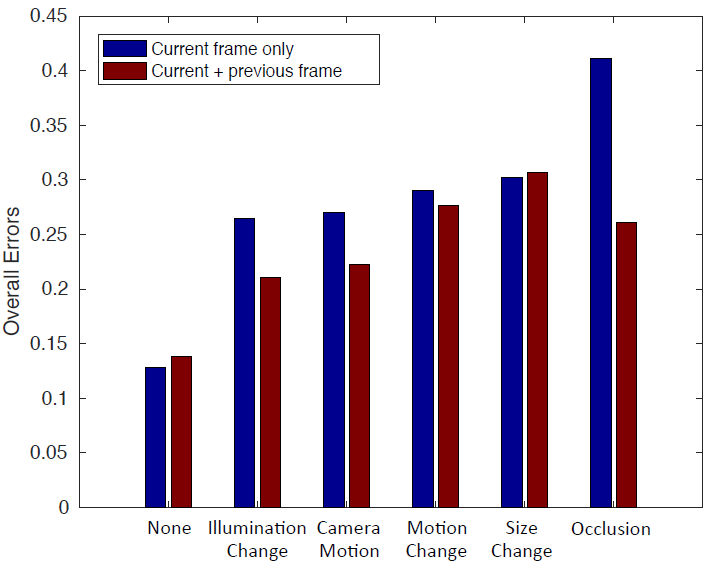 0.45
0.4
0.35
0.3
0.25
0.2
0.15
0.1
0.05
0
Overall Errors
Current frame only
Current + previous frame
None
Illumination
Change
Camera
Motion
Motion
Change
Size
Change
Occlusion